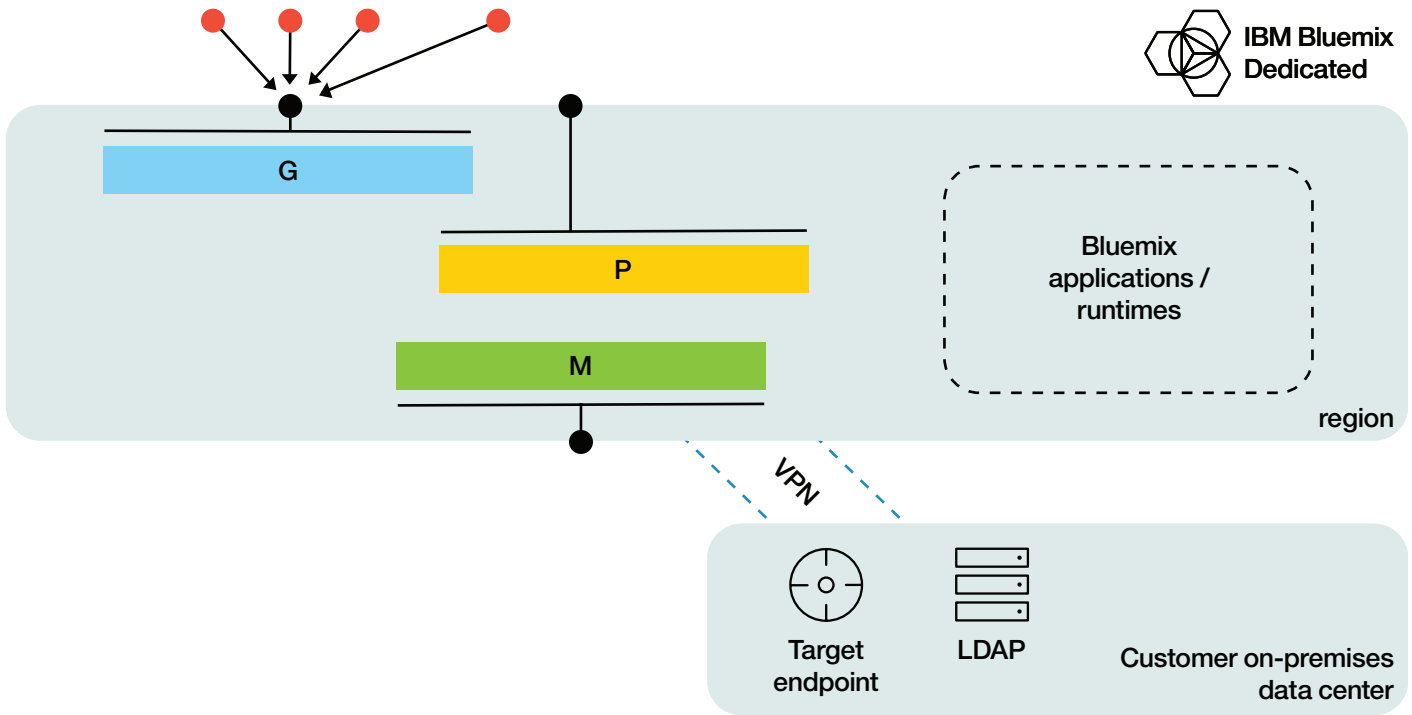 IBM Bluemix
Dedicated
G
P
M
Bluemix
applications /
runtimes
region
VPN
Target
endpoint
LDAP
Customer on-premises
data center